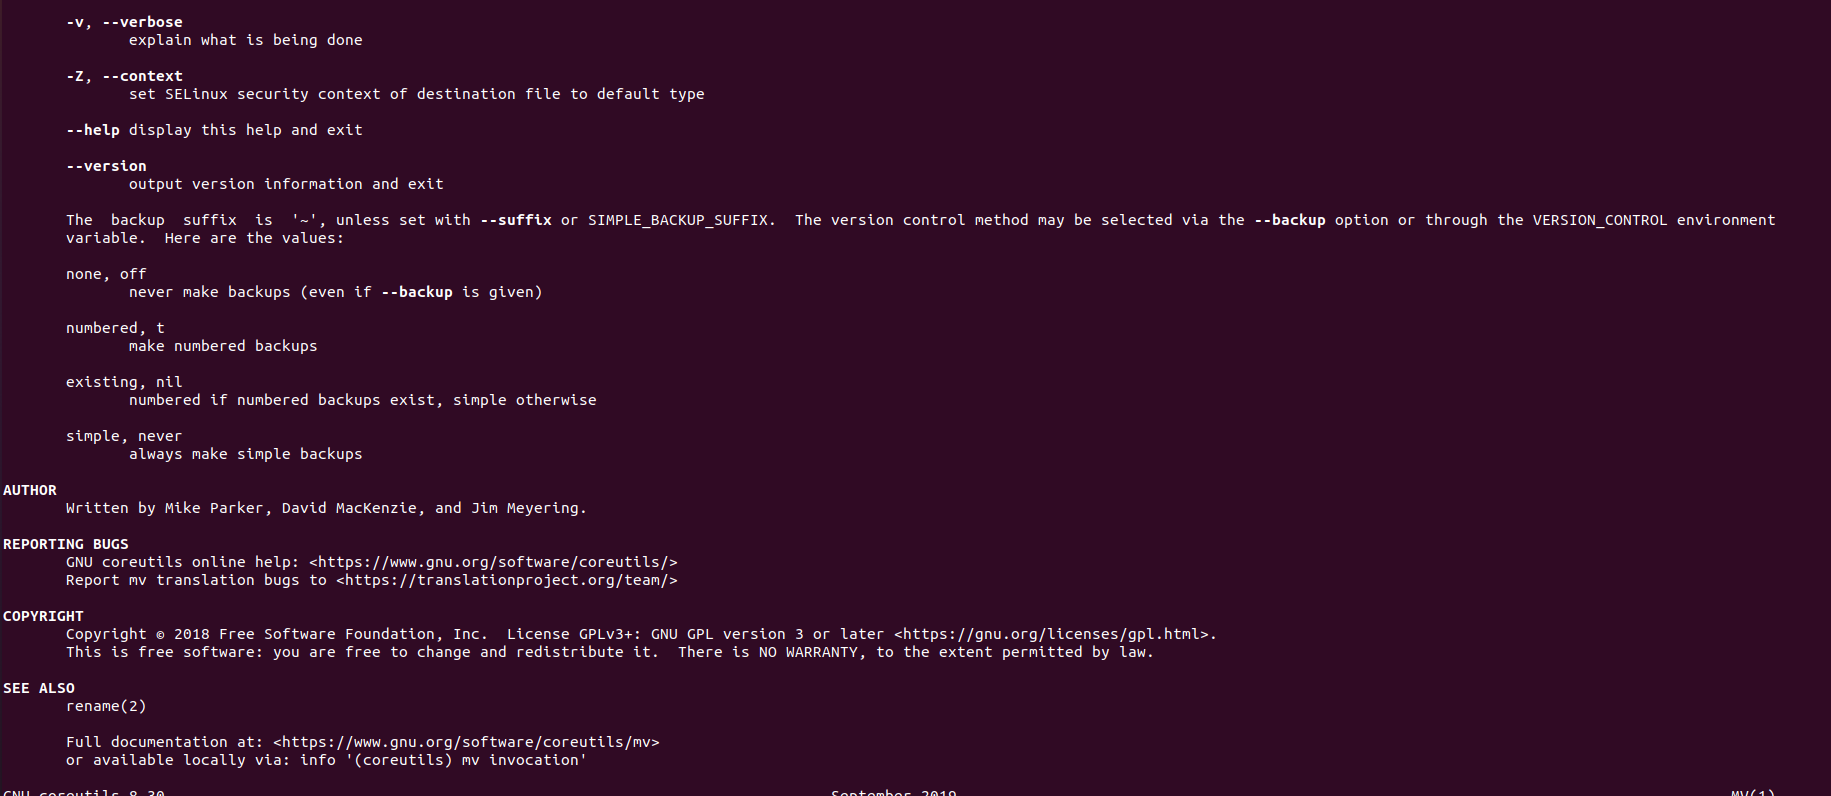 -v, --verbose
explain what is being done
-Z, --context
set SELinux security context of destination file to default type
--help display this help and exit
--version
output version information and exit
The  backup  suffix  is  '~', unless set with --suffix or SIMPLE_BACKUP_SUFFIX.  The version control method may be selected via the --backup option or through the VERSION_CONTROL environment
variable.  Here are the values:
none, off
never make backups (even if --backup is given)
numbered, t
make numbered backups
existing, nil
numbered if numbered backups exist, simple otherwise
simple, never
always make simple backups
AUTHOR
Written by Mike Parker, David MacKenzie, and Jim Meyering.
REPORTING BUGS
GNU coreutils online help: <https://www.gnu.org/software/coreutils/>
Report mv translation bugs to <https://translationproject.org/team/>
COPYRIGHT
Copyright © 2018 Free Software Foundation, Inc.  License GPLv3+: GNU GPL version 3 or later <https://gnu.org/licenses/gpl.html>.
This is free software: you are free to change and redistribute it.  There is NO WARRANTY, to the extent permitted by law.
SEE ALSO
rename(2)
Full documentation at: <https://www.gnu.org/software/coreutils/mv>
or available locally via: info '(coreutils) mv invocation'
GNU coreutils 8.30 September 2019 MV(1)